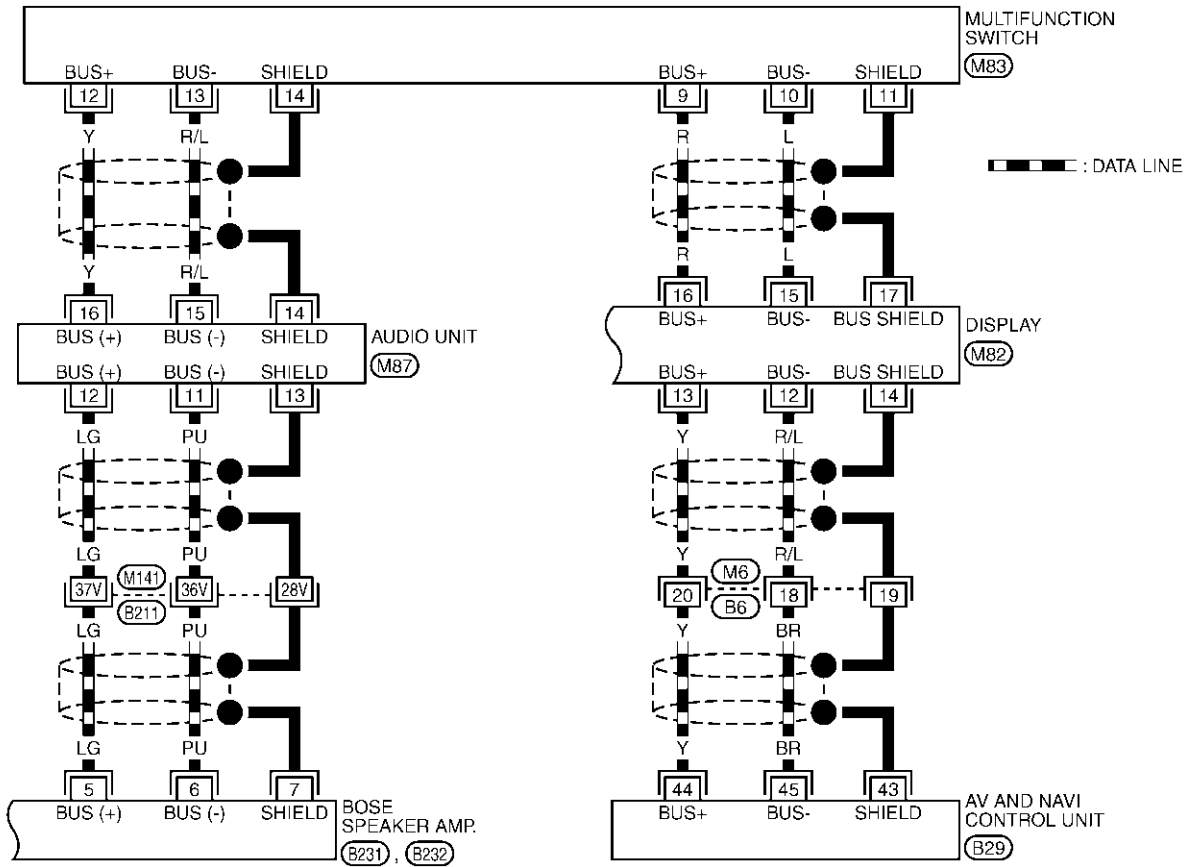 MULTIFUNCTION
SWITCH
M83
BUS+ BUS- SHIELD BUS+ BUS- SHIELD
12 13 14 9 10 11
Y R/L R L
: DATA LINE
Y R/L R L
16 15 14 16 15 17
BUS (+) BUS (-) SHIELD BUS+ BUS- BUS SHIELD
AUDIO UNIT
M87
DISPLAY
M82
BUS (+) BUS (-) SHIELD BUS+ BUS- BUS SHIELD
12 11 13 13 12 14
LG PU Y R/L
LG PU Y R/L
37V M141 36V 28V 20 M6 18 19
B211 B6
LG PU Y BR
LG PU Y BR
5 6 7 44 45 43
BUS (+) BUS (-) SHIELD BUS+ BUS- SHIELD
BOSE
SPEAKER AMP.
B231 , B232
AV AND NAVI
CONTROL UNIT
B29